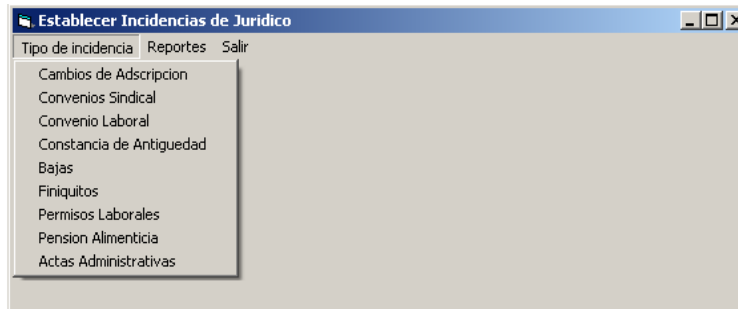 Establecer Incidencias de Juridico
Tipo de incidencia Reportes Salir
Cambios de Adscripcion
Convenios Sindical
Convenio Laboral
Constancia de Antiguedad
Bajas
Finiquitos
Permisos Laborales
Pension Alimenticia
Actas Administrativas